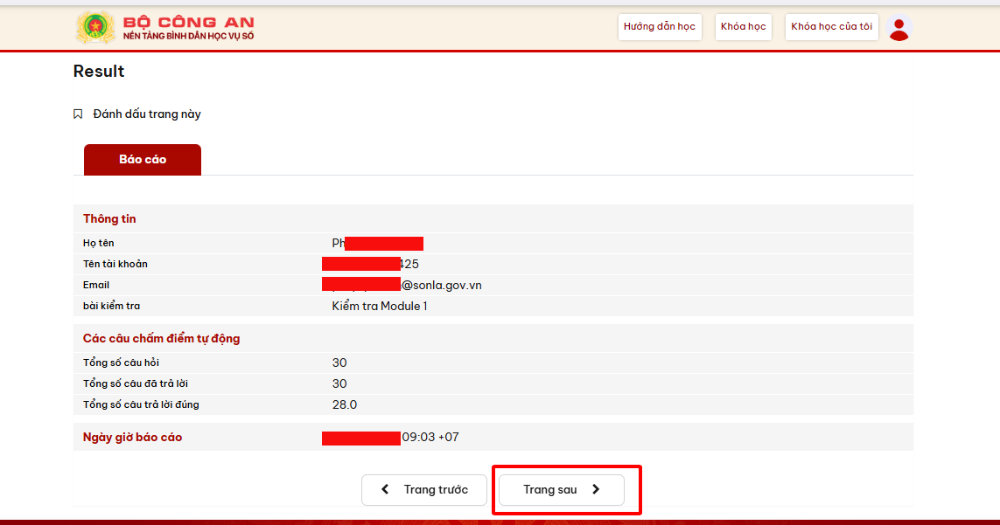 BỘ CÔNG AN
NỀN TẢNG BÌNH DÂN HỌC VỤ SỐ
Hướng dẫn học
Khóa học
Khóa học của tôi
Result
Đánh dấu trang này
Báo cáo
Thông tin
Họ tên Ph
Tên tài khoản 425
Email @sonla.gov.vn
bài kiểm tra Kiểm tra Module 1
Các câu chấm điểm tự động
Tổng số câu hỏi 30
Tổng số câu đã trả lời 30
Tổng số câu trả lời đúng 28.0
Ngày giờ báo cáo 09:03 +07
Trang trước
Trang sau